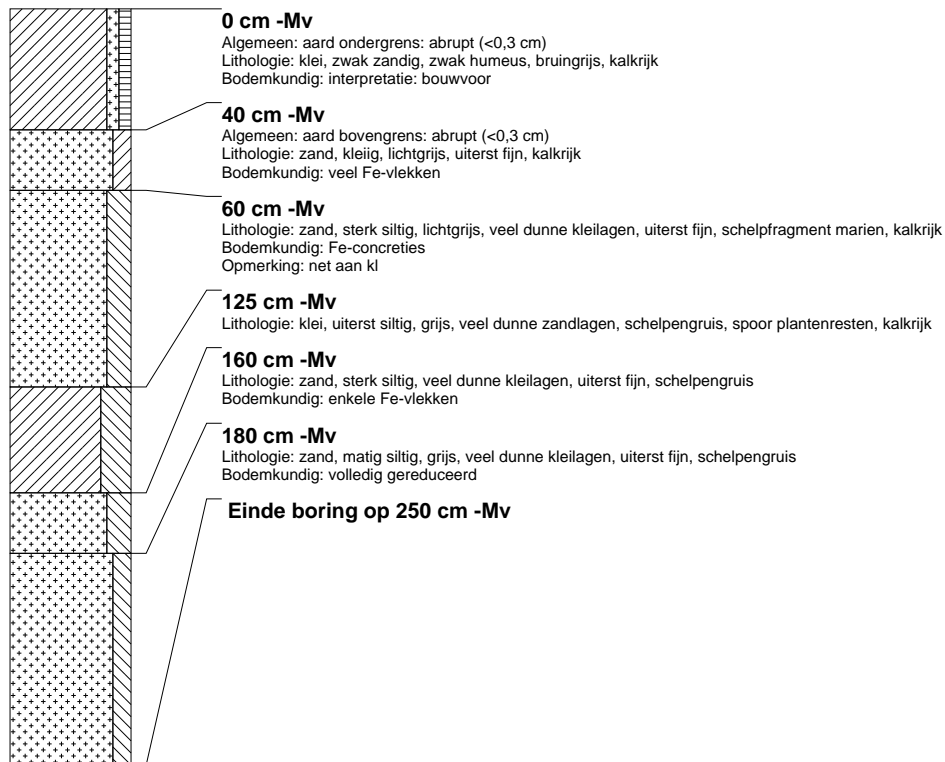 0 cm -Mv
Algemeen: aard ondergrens: abrupt (<0,3 cm)
Lithologie: klei, zwak zandig, zwak humeus, bruingrijs, kalkrijk
Bodemkundig: interpretatie: bouwvoor
40 cm -Mv
Algemeen: aard bovengrens: abrupt (<0,3 cm)
Lithologie: zand, kleiig, lichtgrijs, uiterst fijn, kalkrijk
Bodemkundig: veel Fe-vlekken
60 cm -Mv
Lithologie: zand, sterk siltig, lichtgrijs, veel dunne kleilagen, uiterst fijn, schelpfragment marien, kalkrijk
Bodemkundig: Fe-concreties
Opmerking: net aan kl
125 cm -Mv
Lithologie: klei, uiterst siltig, grijs, veel dunne zandlagen, schelpengruis, spoor plantenresten, kalkrijk
160 cm -Mv
Lithologie: zand, sterk siltig, veel dunne kleilagen, uiterst fijn, schelpengruis
Bodemkundig: enkele Fe-vlekken
180 cm -Mv
Lithologie: zand, matig siltig, grijs, veel dunne kleilagen, uiterst fijn, schelpengruis
Bodemkundig: volledig gereduceerd
Einde boring op 250 cm -Mv